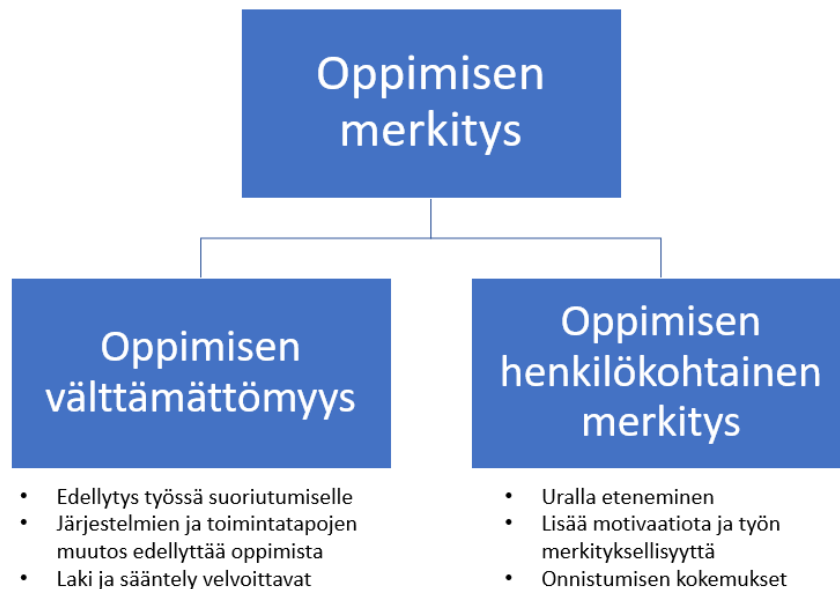 Oppimisen
merkitys
Oppimisen
välttämättömyys
• Edellytys työssä suoriutumiselle
• Järjestelmien ja toimintatapojen
muutos edellyttää oppimista
• Laki ja sääntely velvoittavat
Oppimisen
henkilökohtainen
merkitys
• Uralla eteneminen
• Lisää motivaatiota ja työn
merkityksellisyyttä
• Onnistumisen kokemukset